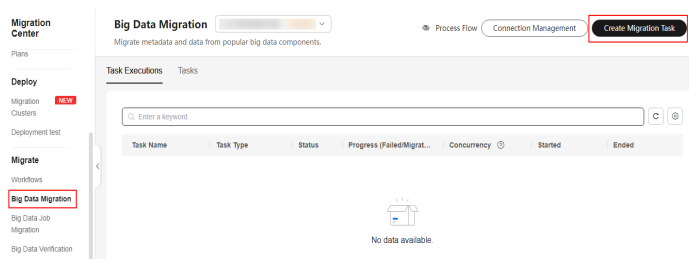 Migration
Center
Plans
Deploy
Migration NEW
Clusters
Deployment test
Migrate
Workflows
Big Data Migration
Big Data Job
Migration
Big Data Verification
Big Data Migration
Process Flow Connection Management Create Migration Task
Migrate metadata and data from popular big data components.
Task Executions Tasks
Enter a keyword.
Task Name Task Type Status Progress (Failed/Migrat... Concurrency Started Ended
No data available.